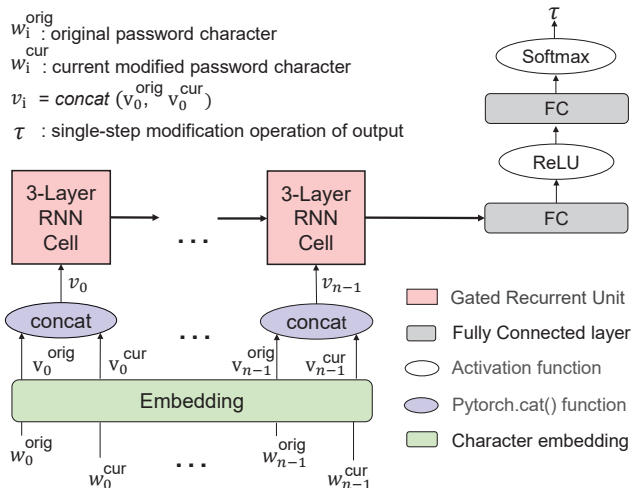 w_i^orig : original password character
w_i^cur : current modified password character
v_i = concat (v_0^orig, v_0^cur)
τ : single-step modification operation of output
τ
Softmax
FC
ReLU
FC
3-Layer
RNN
Cell
...
3-Layer
RNN
Cell
v_0
v_{n-1}
concat
...
concat
v_0^orig
v_0^cur
v_{n-1}^orig
v_{n-1}^cur
Embedding
w_0^orig
w_0^cur
...
w_{n-1}^orig
w_{n-1}^cur
Gated Recurrent Unit
Fully Connected layer
Activation function
Pytorch.cat() function
Character embedding